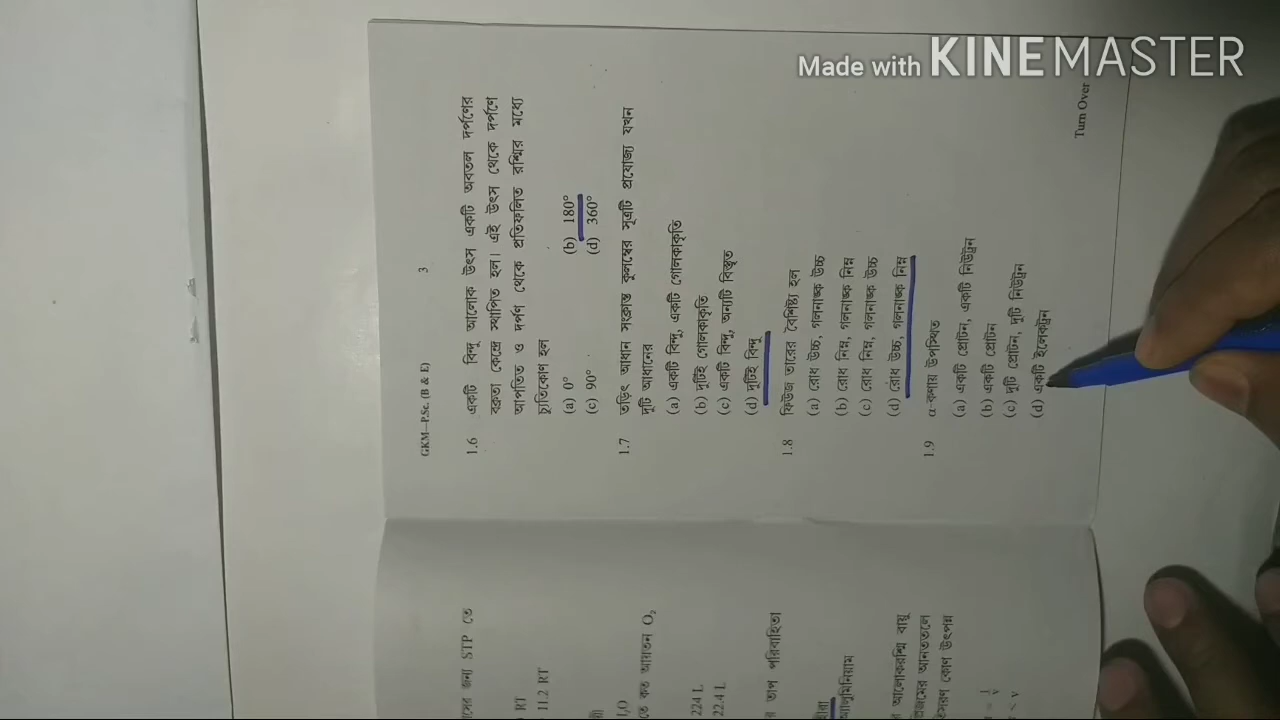 Made with KINEMASTER
GKM—P.Sc. (B & E) 3
1.6 একটি বিন্দু আলোক উৎস একটি অবতল দর্পণের
বক্রতা কেন্দ্রে স্থাপিত হল। এই উৎস থেকে দর্পনে
আপতিত ও দর্পণ থেকে প্রতিফলিত রশ্মির মধ্যে
চ্যুতিকোণ হল
(a) 0° (b) 180°
(c) 90° (d) 360°
1.7 তড়িৎ আধান সংক্রান্ত কুলম্বের সূত্রটি প্রযোজ্য যখন
দুটি আধানের
(a) একটি বিন্দু, একটি গোলকাকৃতি
(b) দুটিই গোলকাকৃতি
(c) একটি বিন্দু, অন্যটি বিস্তৃত
(d) দুটিই বিন্দু
1.8 ফিউজ তারের বৈশিষ্ট্য হল
(a) রোধ উচ্চ, গলনাঙ্ক উচ্চ
(b) রোধ নিম্ন, গলনাঙ্ক নিম্ন
(c) রোধ নিম্ন, গলনাঙ্ক উচ্চ
(d) রোধ উচ্চ, গলনাঙ্ক নিম্ন
1.9 α-কণায় উপস্থিত
(a) একটি প্রোটন, একটি নিউট্রন
(b) একটি প্রোটন
(c) দুটি প্রোটন, দুটি নিউট্রন
(d) একটি ইলেকট্রন
Turn Over
জন্য STP তে
RT
11.2 RT
তে কত আয়তন O₂
224 L
22.4 L
তাপ পরিবাহিতা
অ্যালুমিনিয়াম
আলোকরশ্মি বায়ু
আনততলে
কোণ উৎপন্ন